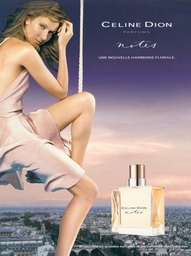 CELINE DION
PARFUMS
notes
UNE NOUVELLE HARMONIE FLORALE.
CELINE DION
notes